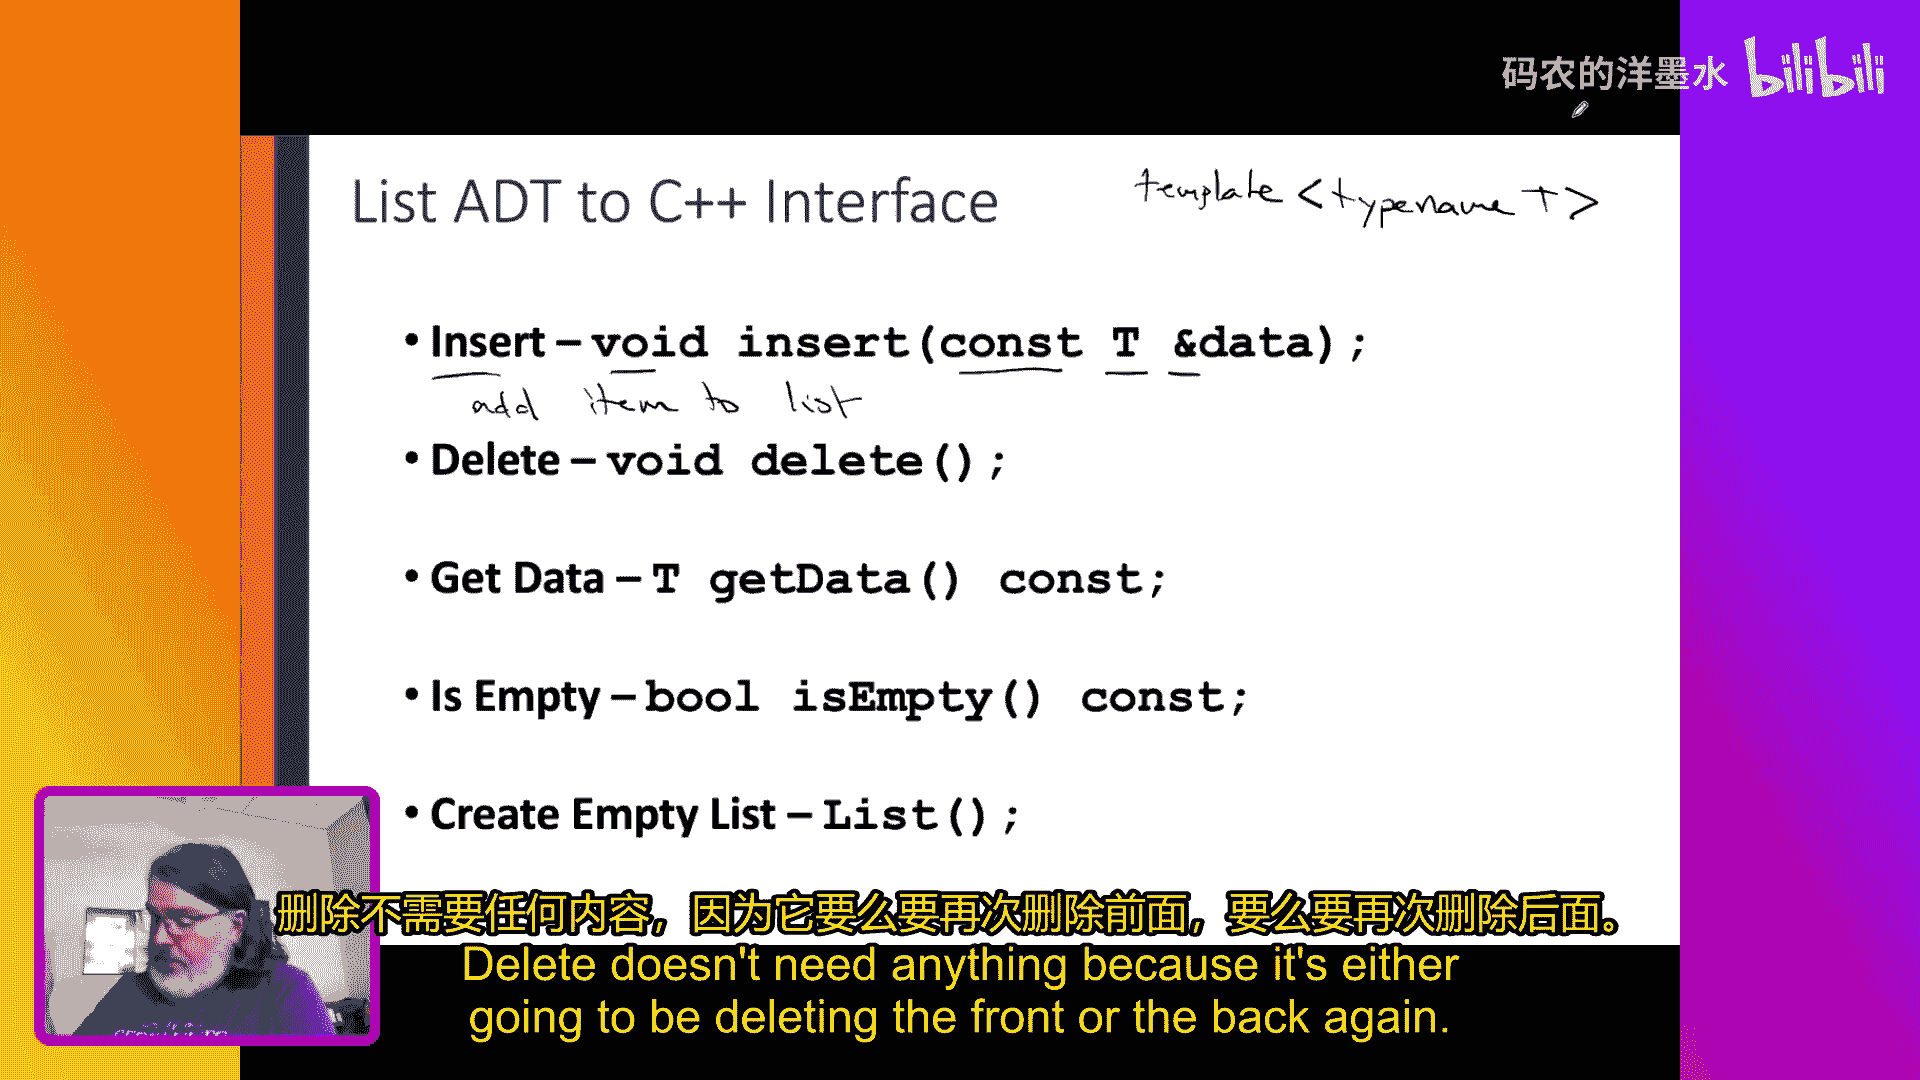 码农的洋墨水 bilibili
List ADT to C++ Interface
template <typename T>
• Insert – void insert(const T &data);
add item to list
• Delete – void delete();
• Get Data – T getData() const;
• Is Empty – bool isEmpty() const;
• Create Empty List – List();
删除不需要任何内容，因为它要么要再次删除前面，要么要再次删除后面。
Delete doesn't need anything because it's either
going to be deleting the front or the back again.